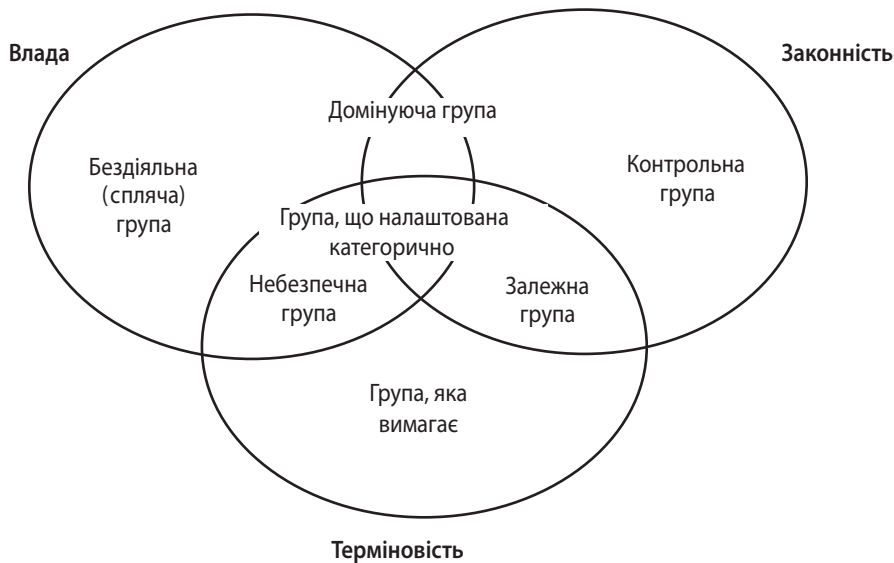 Влада
Законність
Домінуюча група
Бездіяльна
(спляча)
група
Контрольна
група
Група, що налаштована
категорично
Небезпечна
група
Залежна
група
Група, яка
вимагає
Терміновість